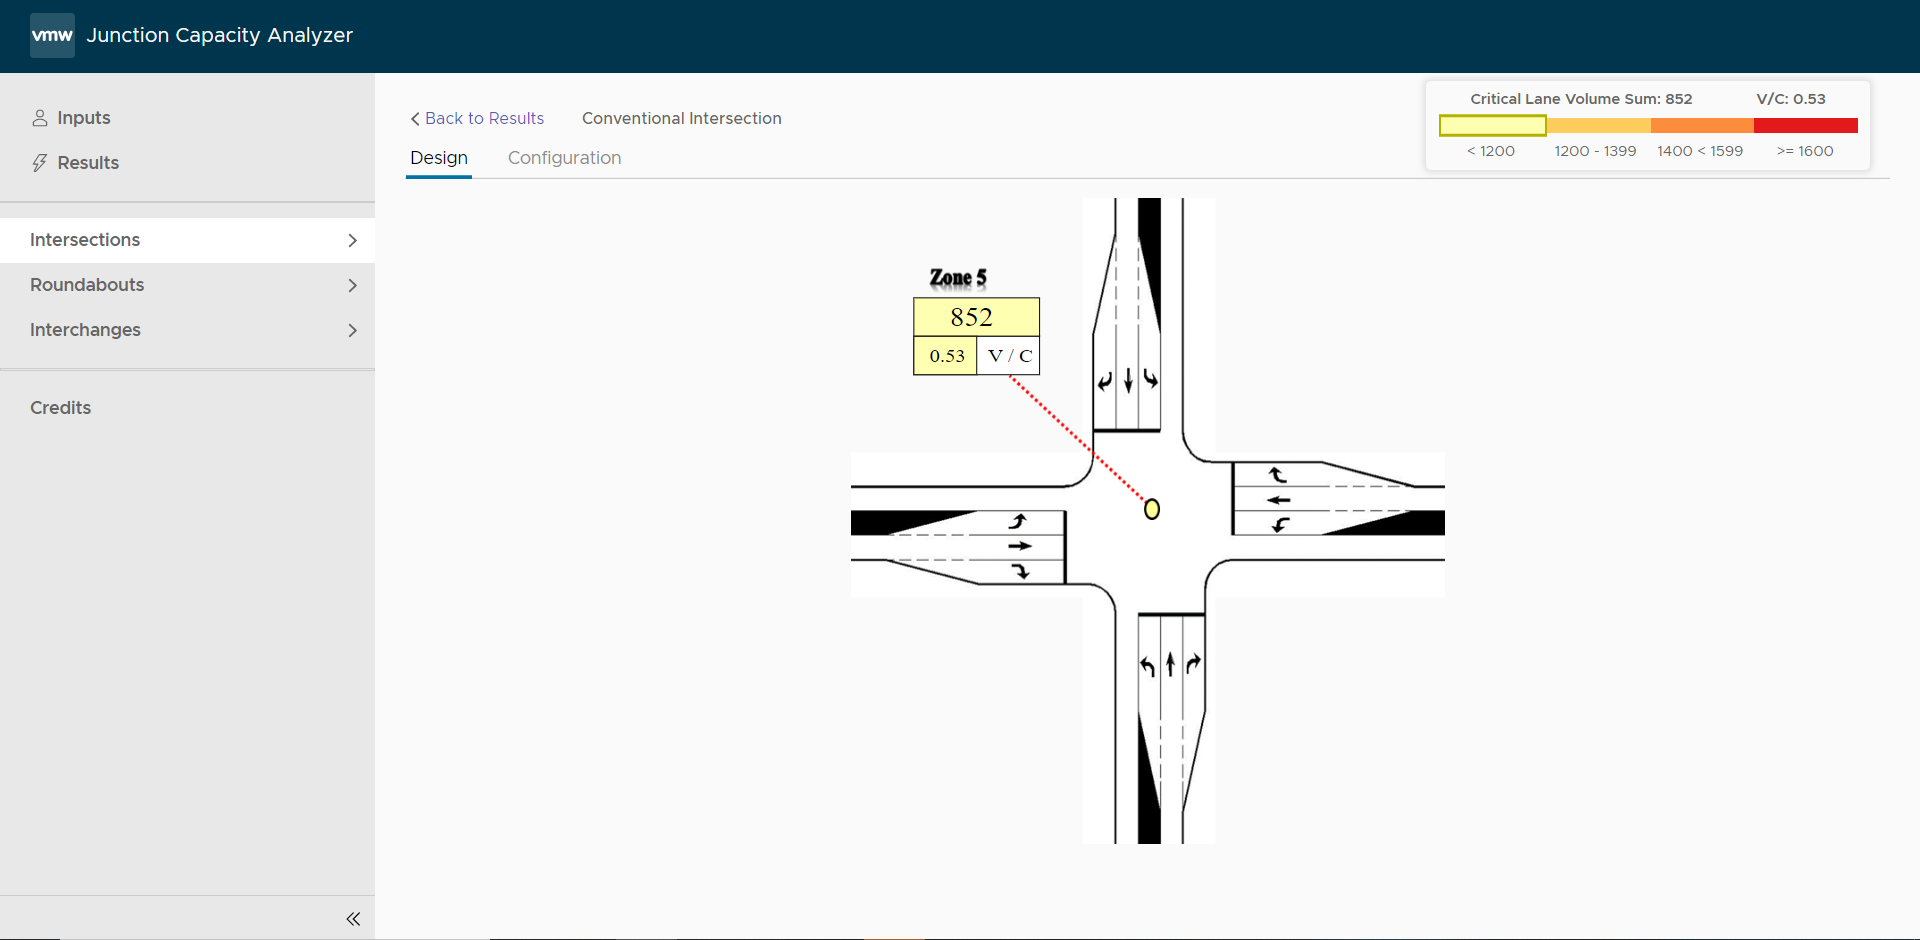 vmw Junction Capacity Analyzer
Inputs
Results
Intersections
Roundabouts
Interchanges
Credits
Back to Results Conventional Intersection
Design Configuration
Critical Lane Volume Sum: 852 V/C: 0.53
< 1200 1200 - 1399 1400 < 1599 >= 1600
Zone 5
852
0.53 V / C